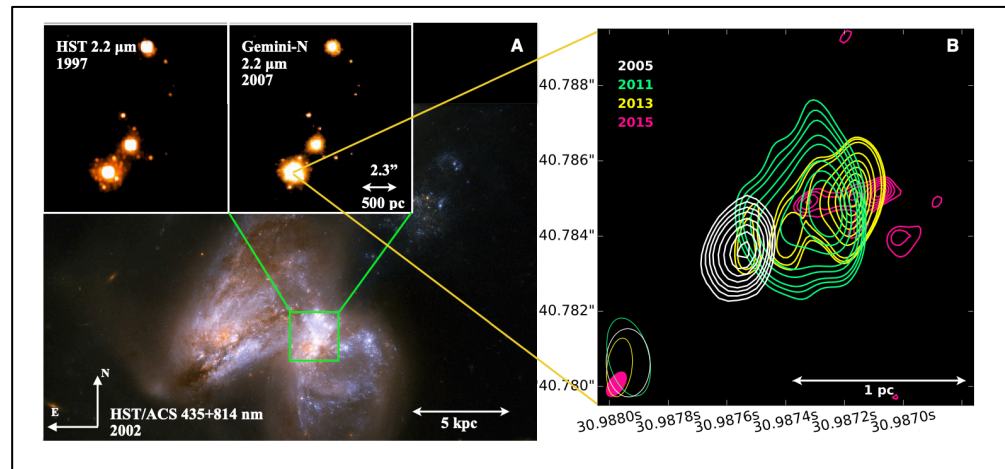 HST 2.2 μm
1997
Gemini-N
2.2 μm
2007
A
2.3”
500 pc
N
E
HST/ACS 435+814 nm
2002
5 kpc
B
2005
2011
2013
2015
40.788"
40.786"
40.784"
40.782"
40.780"
1 pc
30.9880s
30.9878s
30.9876s
30.9874s
30.9872s
30.9870s